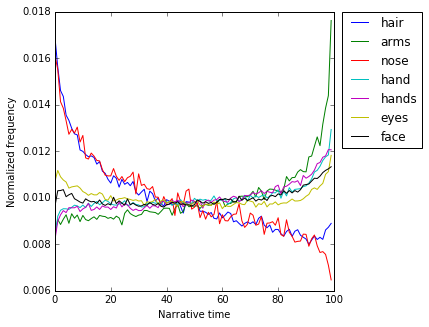 0.018
0.016
0.014
0.012
0.010
0.008
0.006
Normalized frequency
0 20 40 60 80 100
Narrative time
hair
arms
nose
hand
hands
eyes
face